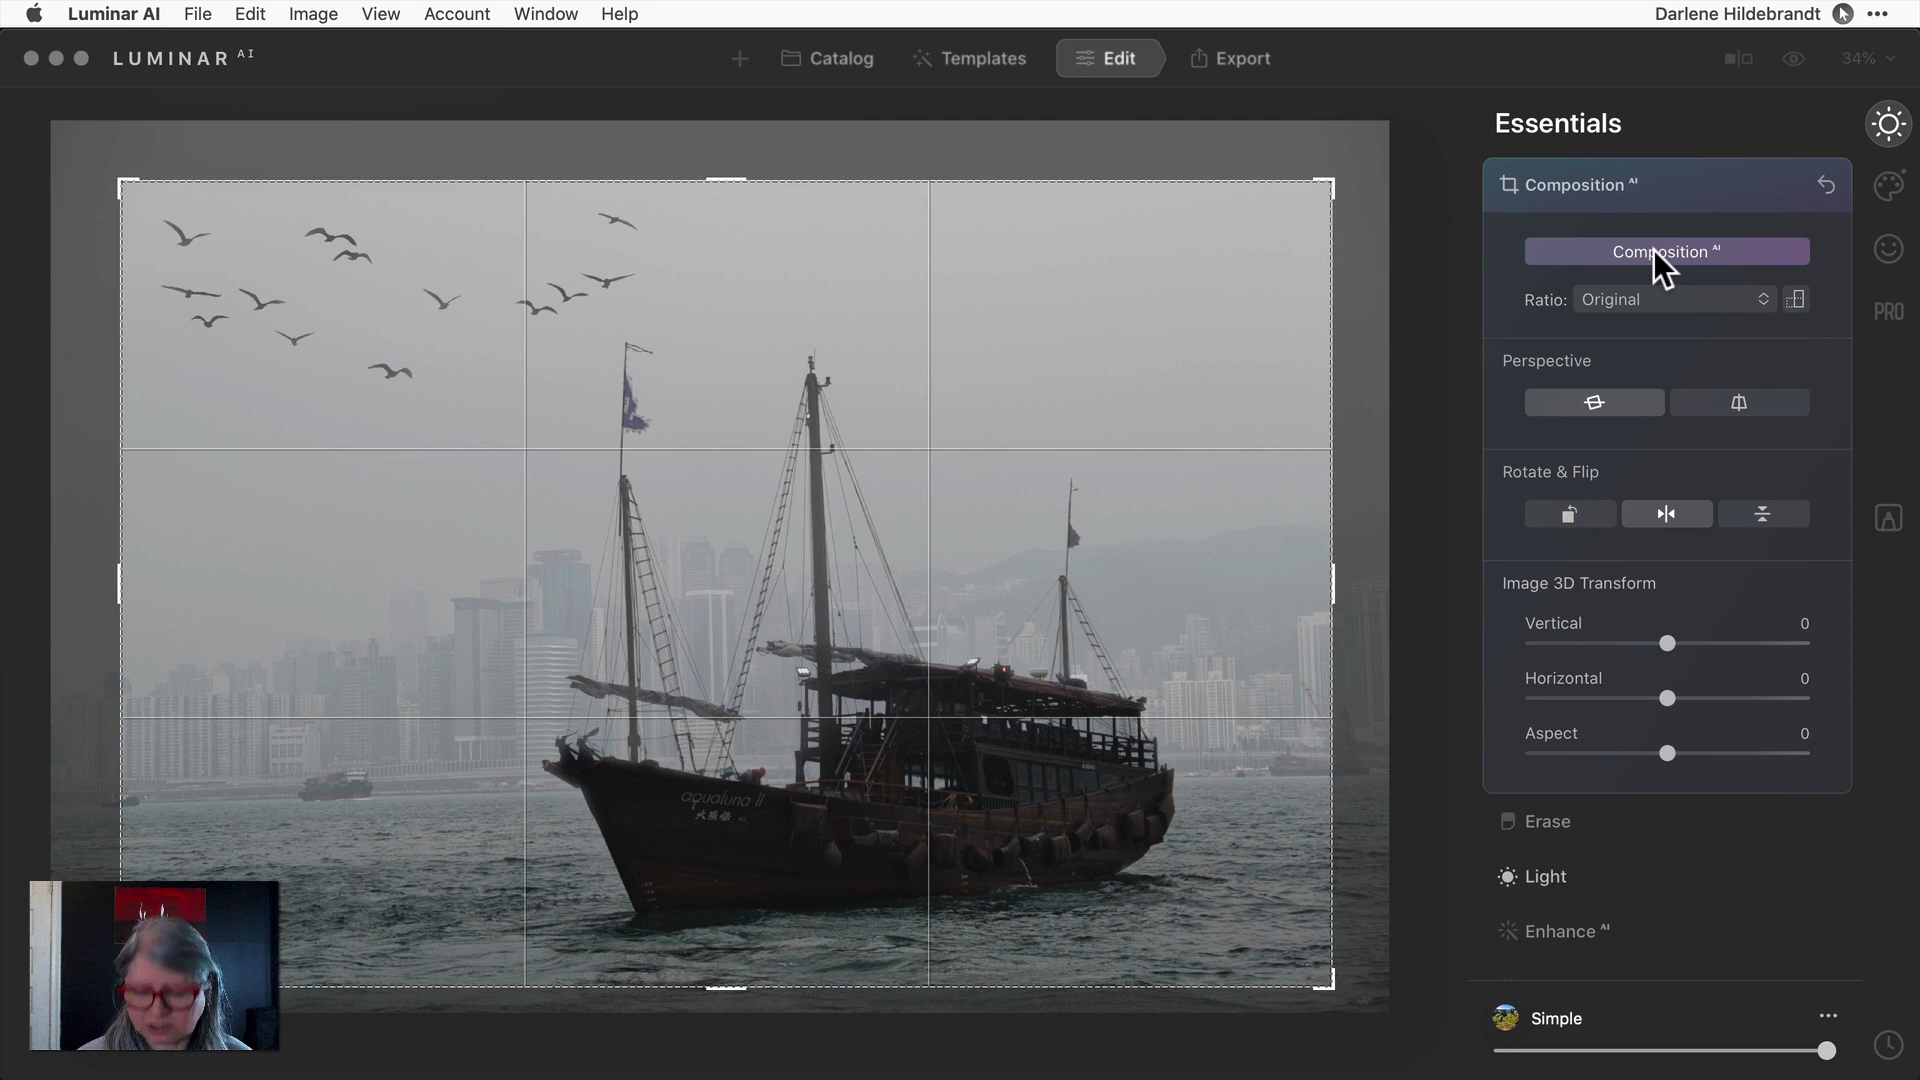 Luminar AI File Edit Image View Account Window Help Darlene Hildebrandt
LUMINAR AI
Catalog Templates Edit Export 34%
Essentials
Composition AI
Composition AI
Ratio: Original
PRO
Perspective
Rotate & Flip
Image 3D Transform
Vertical 0
Horizontal 0
Aspect 0
aqualuna II
Erase
Light
Enhance AI
Simple